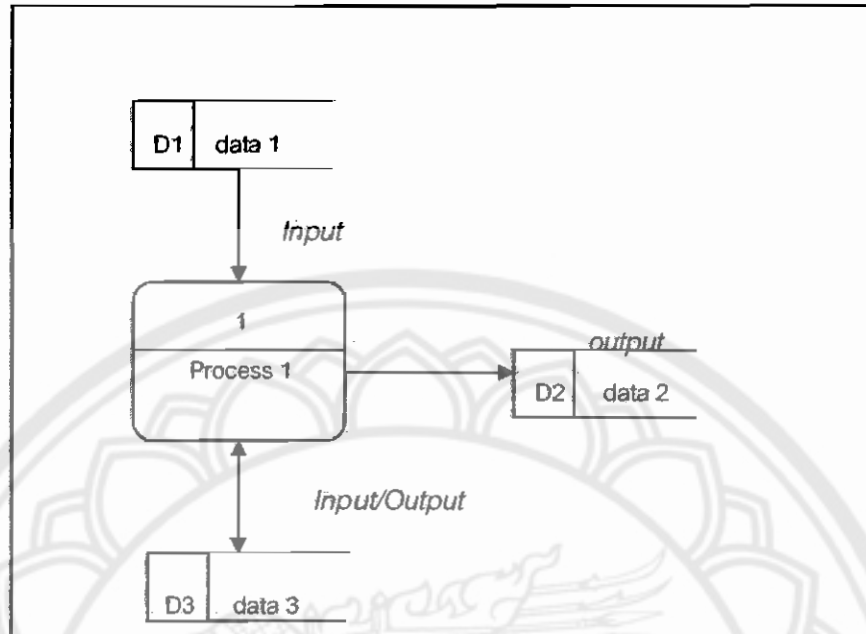 D1 data 1
Input
1
Process 1
output
D2 data 2
Input/Output
D3 data 3